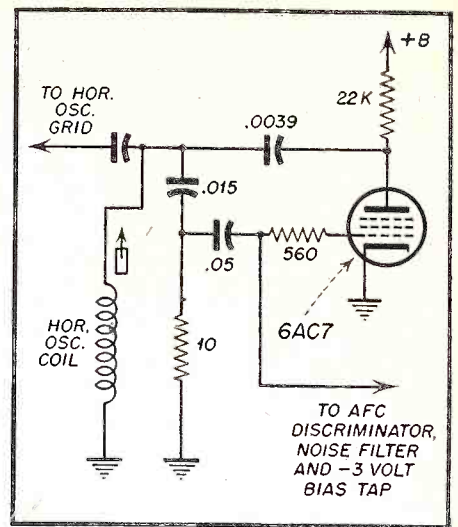 +B
TO HOR.
OSC.
GRID
22K
.0039
.015
.05
560
6AC7
HOR.
OSC.
COIL
10
TO AFC
DISCRIMINATOR,
NOISE FILTER
AND -3 VOLT
BIAS TAP